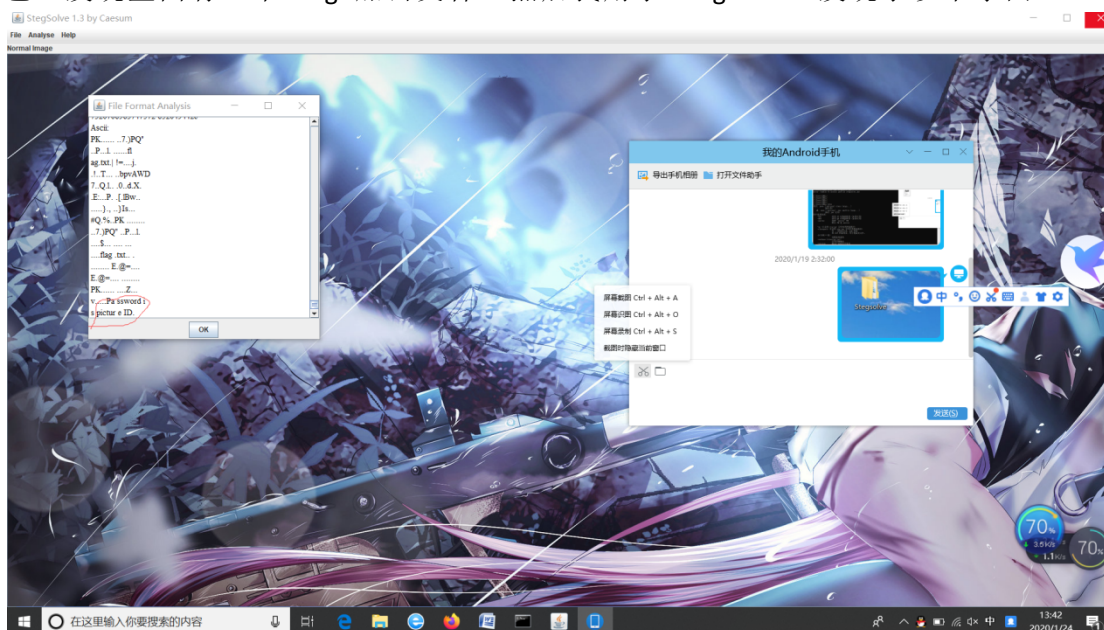 StegSolve 1.3 by Caesum
File Analyse Help
Normal Image
File Format Analysis
Ascii:
PK...... ..7.)PQ"
..P...l. .......fl
ag.txt.| !=....j.
.!..T.... ..bpvAWD
7..Q.l.. .0..d.X.
.E:...P. .[.lBw..
......}., ..}Is...
#Q.%..PK .........
..7.)PQ" ..P...l.
.....$.... ...... ....
....flag .txt.. .
......... E.@=.....
E.@=.... .........
PK....... ....Z...
v.....Pa ssword i
s pictur e ID.
OK
我的Android手机
导出手机相册 打开文件助手
2020/1/19 2:32:00
Stegsolve
中
屏幕截图 Ctrl + Alt + A
屏幕识图 Ctrl + Alt + O
屏幕录制 Ctrl + Alt + S
截图时隐藏当前窗口
发送(S)
70%
3.5K/s
1.1K/s
70%
在这里输入你要搜索的内容
中
13:42
2020/1/24